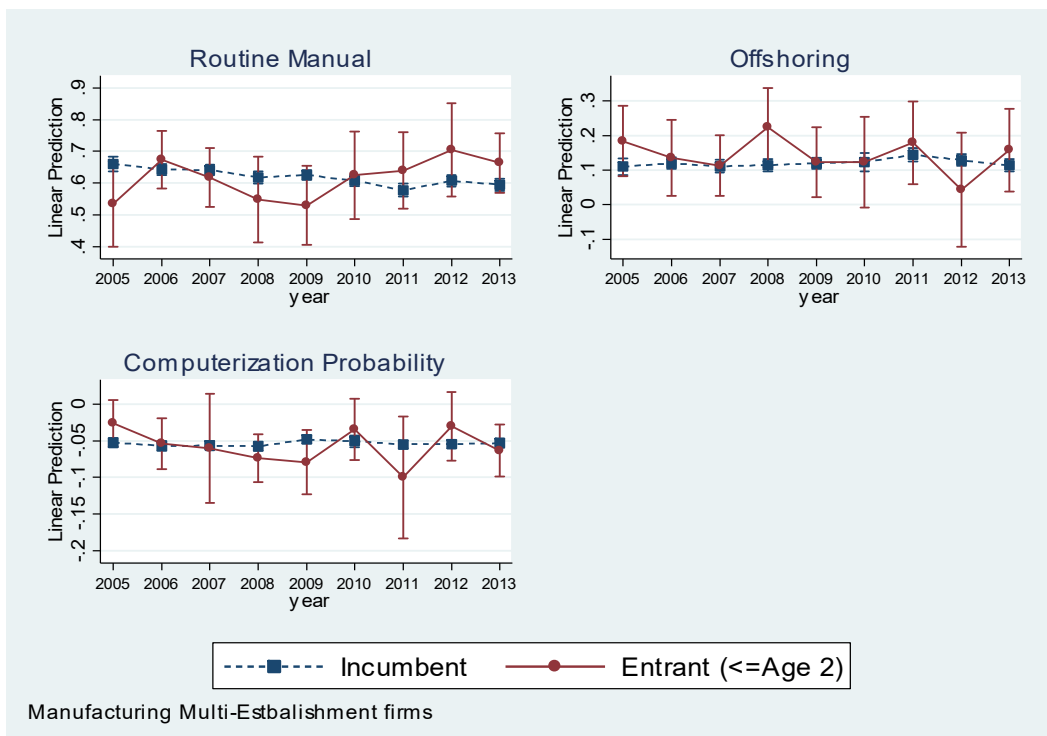 Routine Manual
Linear Prediction
.9
.8
.7
.6
.5
.4
2005 2006 2007 2008 2009 2010 2011 2012 2013
year
Offshoring
Linear Prediction
.3
.2
.1
0
-.1
2005 2006 2007 2008 2009 2010 2011 2012 2013
year
Computerization Probability
Linear Prediction
0
-.05
-.1
-.15
-.2
2005 2006 2007 2008 2009 2010 2011 2012 2013
year
Incumbent Entrant (<=Age 2)
Manufacturing Multi-Estbalishment firms